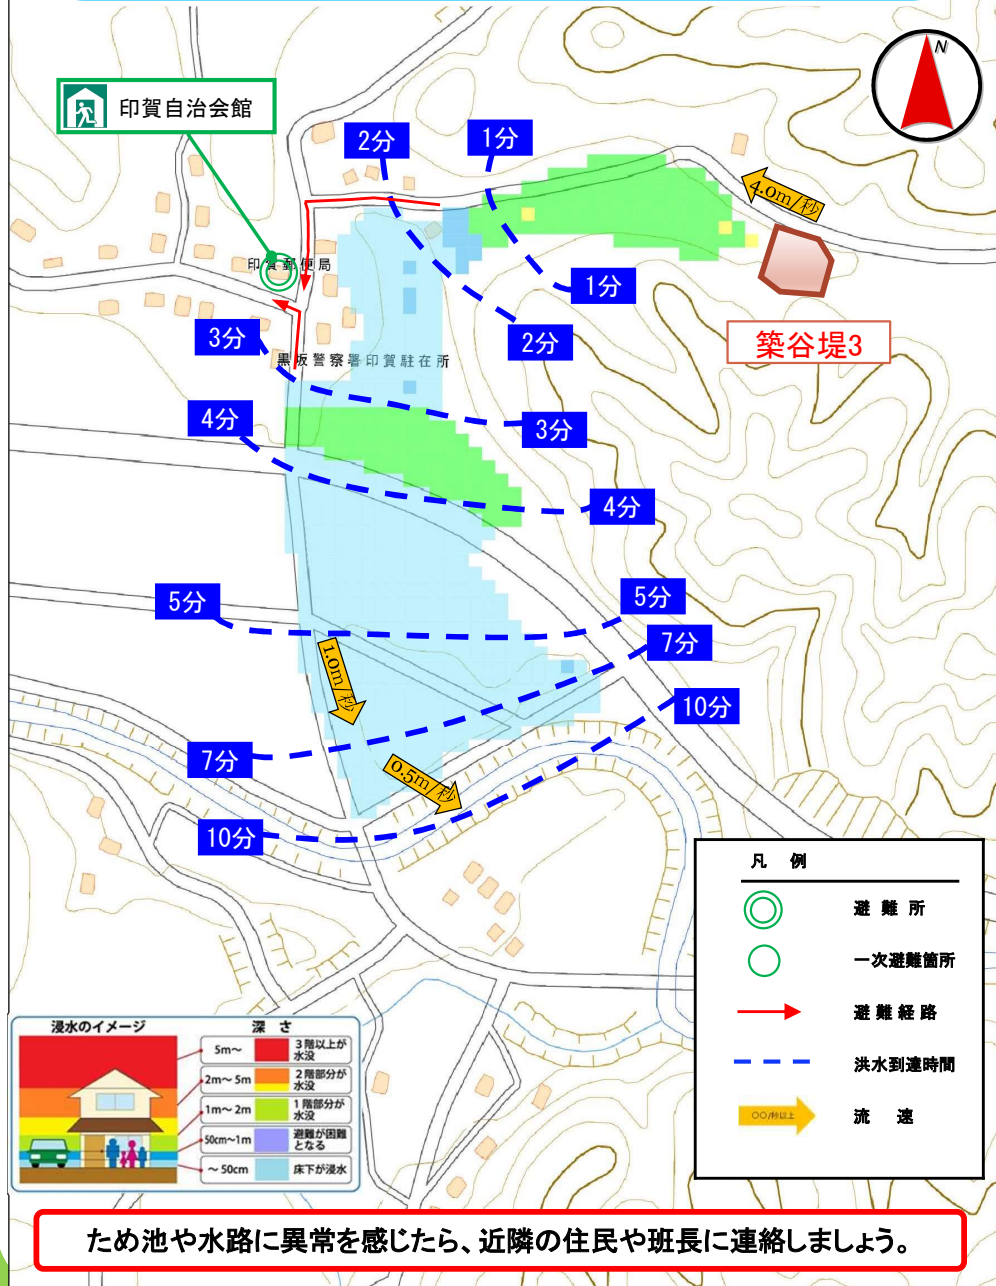 N
印賀自治会館
2分
1分
4.0m/秒
印賀郵便局
1分
3分
2分
築谷堤3
黒坂警察署印賀駐在所
4分
3分
4分
5分
5分
7分
1.0m/秒
10分
7分
0.5m/秒
10分
凡 例
避 難 所
一次避難箇所
避 難 経 路
洪水到達時間
〇〇/秒以上
流 速
浸水のイメージ
深 さ
5m~
3階以上が
水没
2m~5m
2階部分が
水没
1m~2m
1階部分が
水没
50cm~1m
避難が困難
となる
~50cm
床下が浸水
ため池や水路に異常を感じたら、近隣の住民や班長に連絡しましょう。